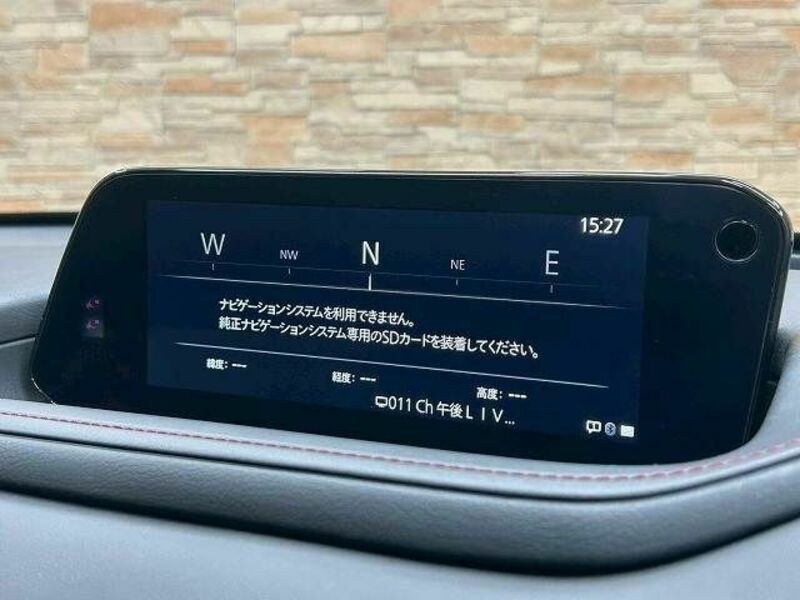 15:27
W NW N NE E
ナビゲーションシステムを利用できません。
純正ナビゲーションシステム専用のSDカードを装着してください。
緯度: --- 経度: --- 高度: ---
011 Ch 午後ＬＩＶ...